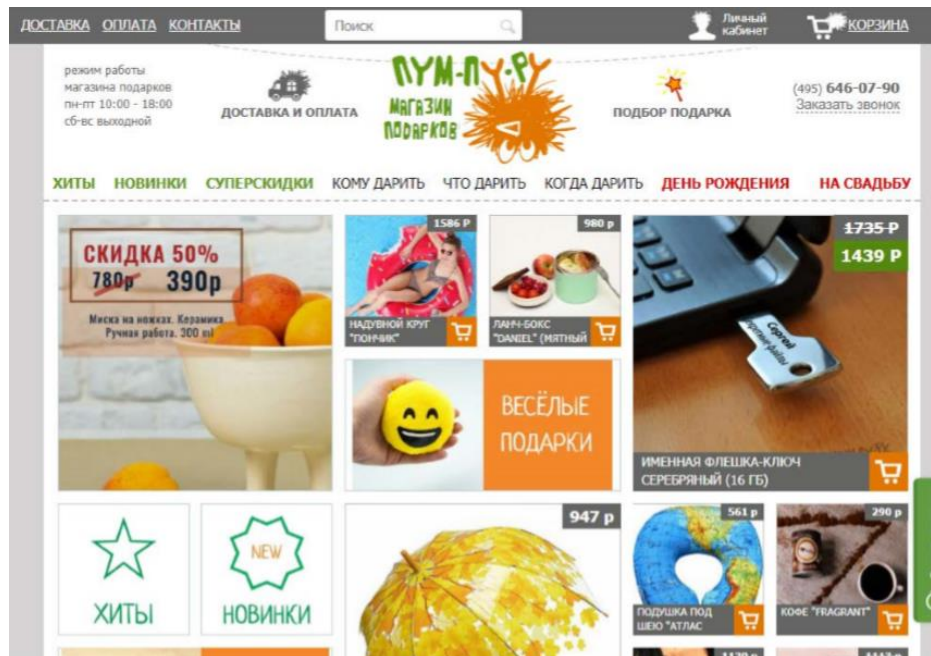 ДОСТАВКА ОПЛАТА КОНТАКТЫ
Поиск
Личный
кабинет
КОРЗИНА
режим работы
магазина подарков
пн-пт 10:00 - 18:00
сб-вс выходной
ДОСТАВКА И ОПЛАТА
ПУМ-ПУ-РУ
МАГАЗИН
ПОДАРКОВ
ПОДБОР ПОДАРКА
(495) 646-07-90
Заказать звонок
ХИТЫ НОВИНКИ СУПЕРСКИДКИ КОМУ ДАРИТЬ ЧТО ДАРИТЬ КОГДА ДАРИТЬ ДЕНЬ РОЖДЕНИЯ НА СВАДЬБУ
СКИДКА 50%
780р 390р
Миска на ножках. Керамика
Ручная работа. 300 ml
1586 Р
НАДУВНОЙ КРУГ
"ПОНЧИК"
980 р
ЛАНЧ-БОКС
"DANIEL" (МЯТНЫЙ
ВЕСЁЛЫЕ
ПОДАРКИ
1735 Р
1439 Р
Сергей
секретные файлы
ИМЕННАЯ ФЛЕШКА-КЛЮЧ
СЕРЕБРЯНЫЙ (16 ГБ)
ХИТЫ
NEW
НОВИНКИ
947 р
561 р
ПОДУШКА ПОД
ШЕЮ "АТЛАС
290 р
КОФЕ "FRAGRANT"